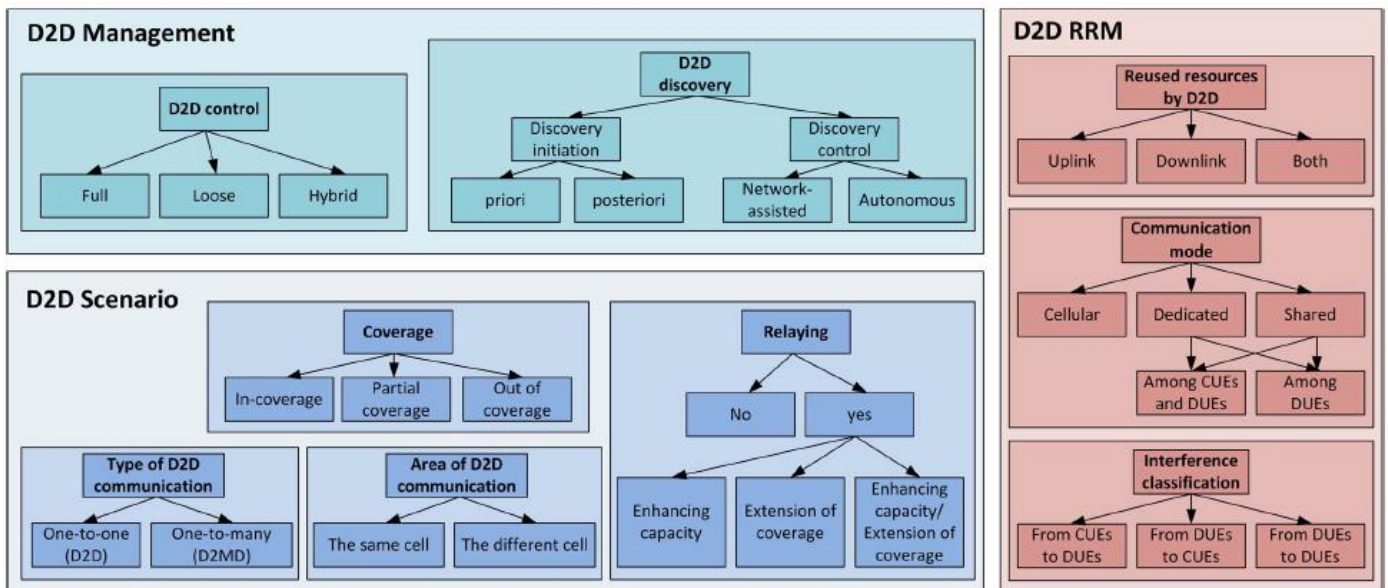 D2D Management
D2D control
Full
Loose
Hybrid
D2D
discovery
Discovery
initiation
Discovery
control
priori
posteriori
Network-
assisted
Autonomous
D2D Scenario
Coverage
In-coverage
Partial
coverage
Out of
coverage
Type of D2D
communication
One-to-one
(D2D)
One-to-many
(D2MD)
Area of D2D
communication
The same cell
The different cell
Relaying
No
yes
Enhancing
capacity
Extension of
coverage
Enhancing
capacity/
Extension of
coverage
D2D RRM
Reused resources
by D2D
Uplink
Downlink
Both
Communication
mode
Cellular
Dedicated
Shared
Among CUEs
and DUEs
Among
DUEs
Interference
classification
From CUEs
to DUEs
From DUEs
to CUEs
From DUEs
to DUEs